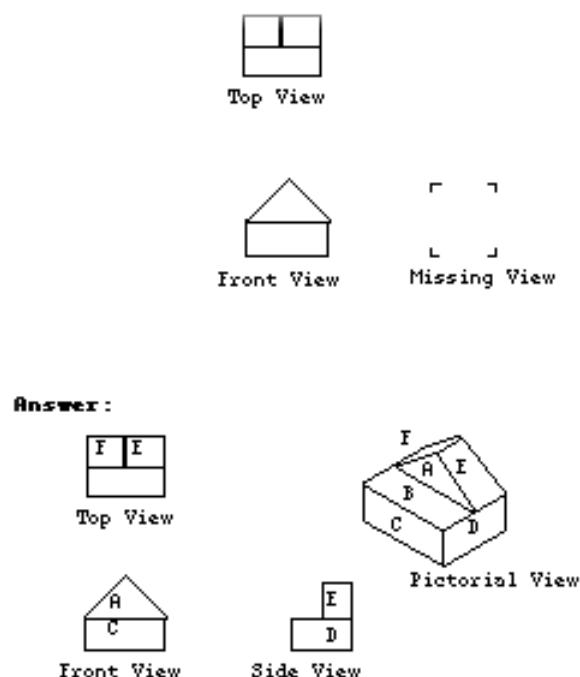 Top View
Front View
Missing View
Answer:
F E
Top View
F
A E
B
C D
Pictorial View
A
C
Front View
E
D
Side View